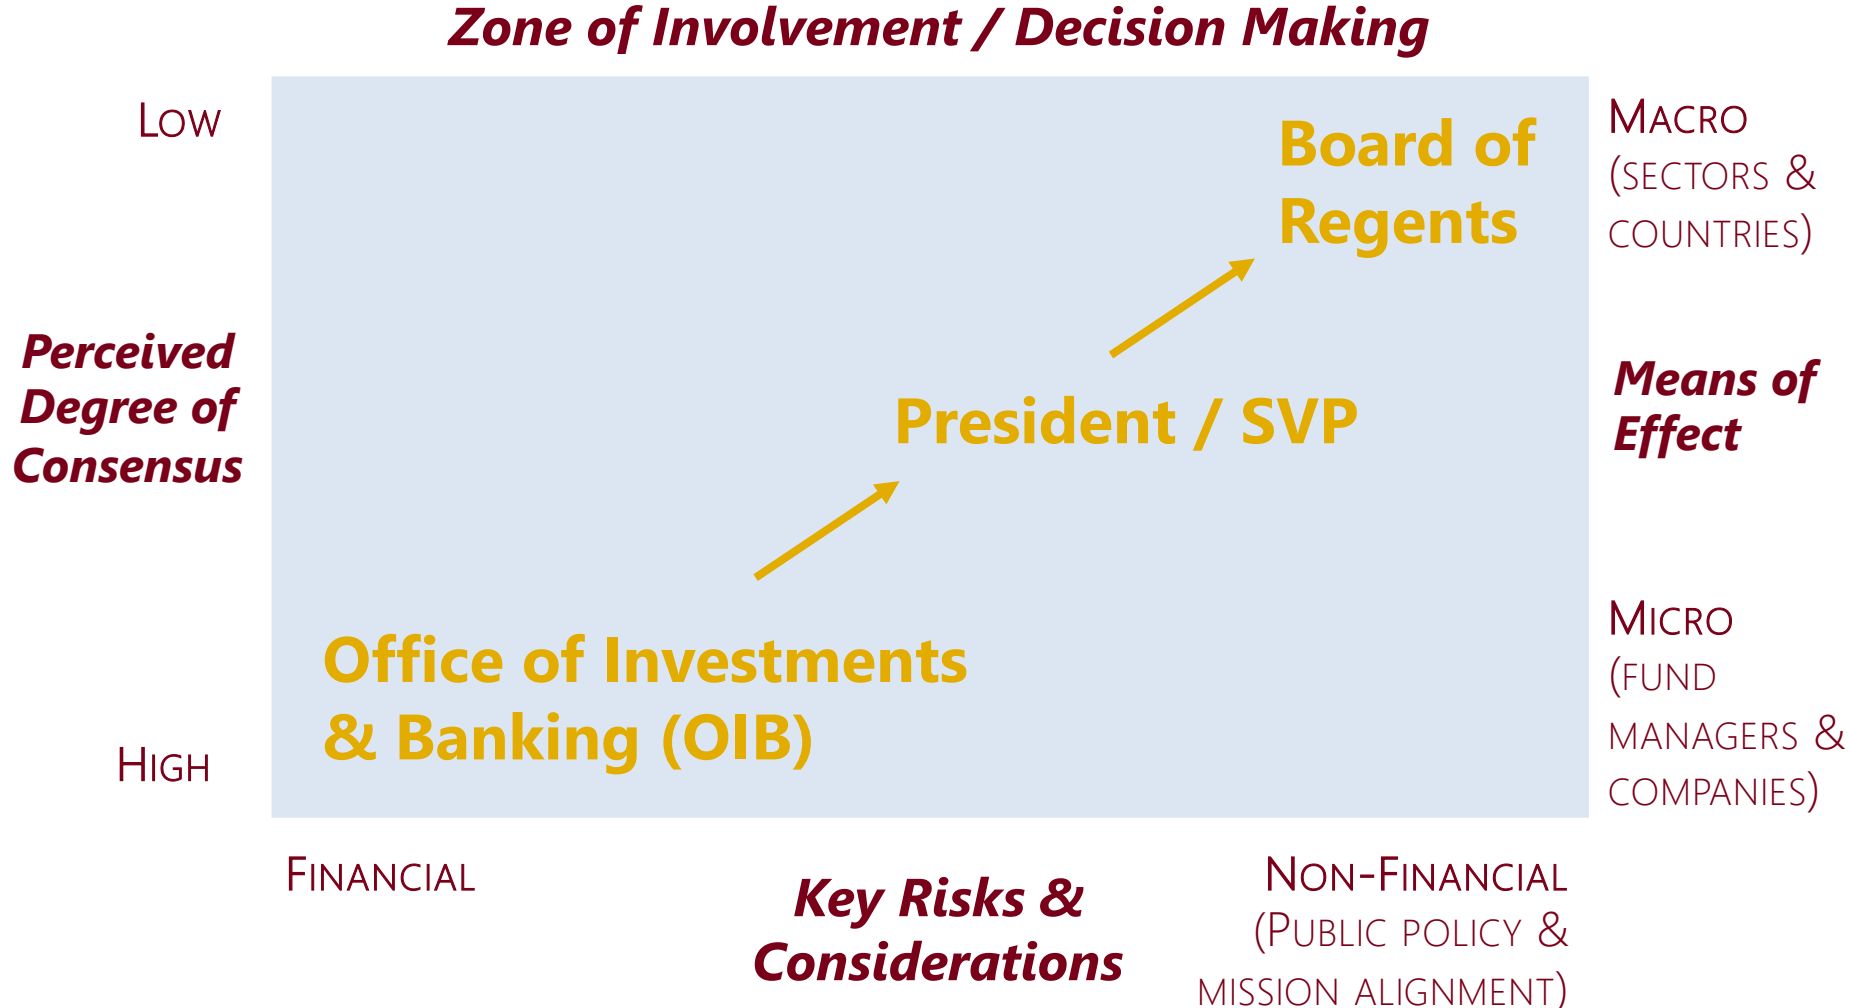 Zone of Involvement / Decision Making
Low
Board of
Regents
Macro
(sectors &
countries)
Perceived
Degree of
Consensus
President / SVP
Means of
Effect
Office of Investments
& Banking (OIB)
High
Micro
(fund
managers &
companies)
Financial
Key Risks &
Considerations
Non-Financial
(Public policy &
mission alignment)